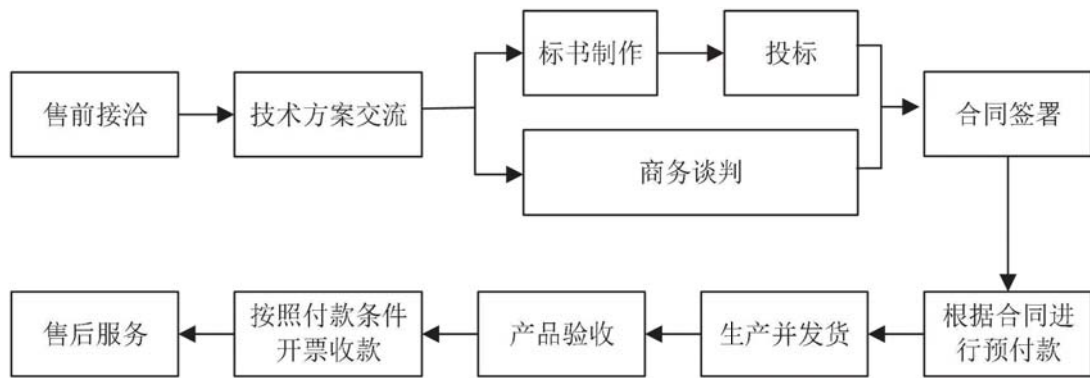 售前接洽
技术方案交流
标书制作
投标
商务谈判
合同签署
根据合同进
行预付款
生产并发货
产品验收
按照付款条件
开票收款
售后服务